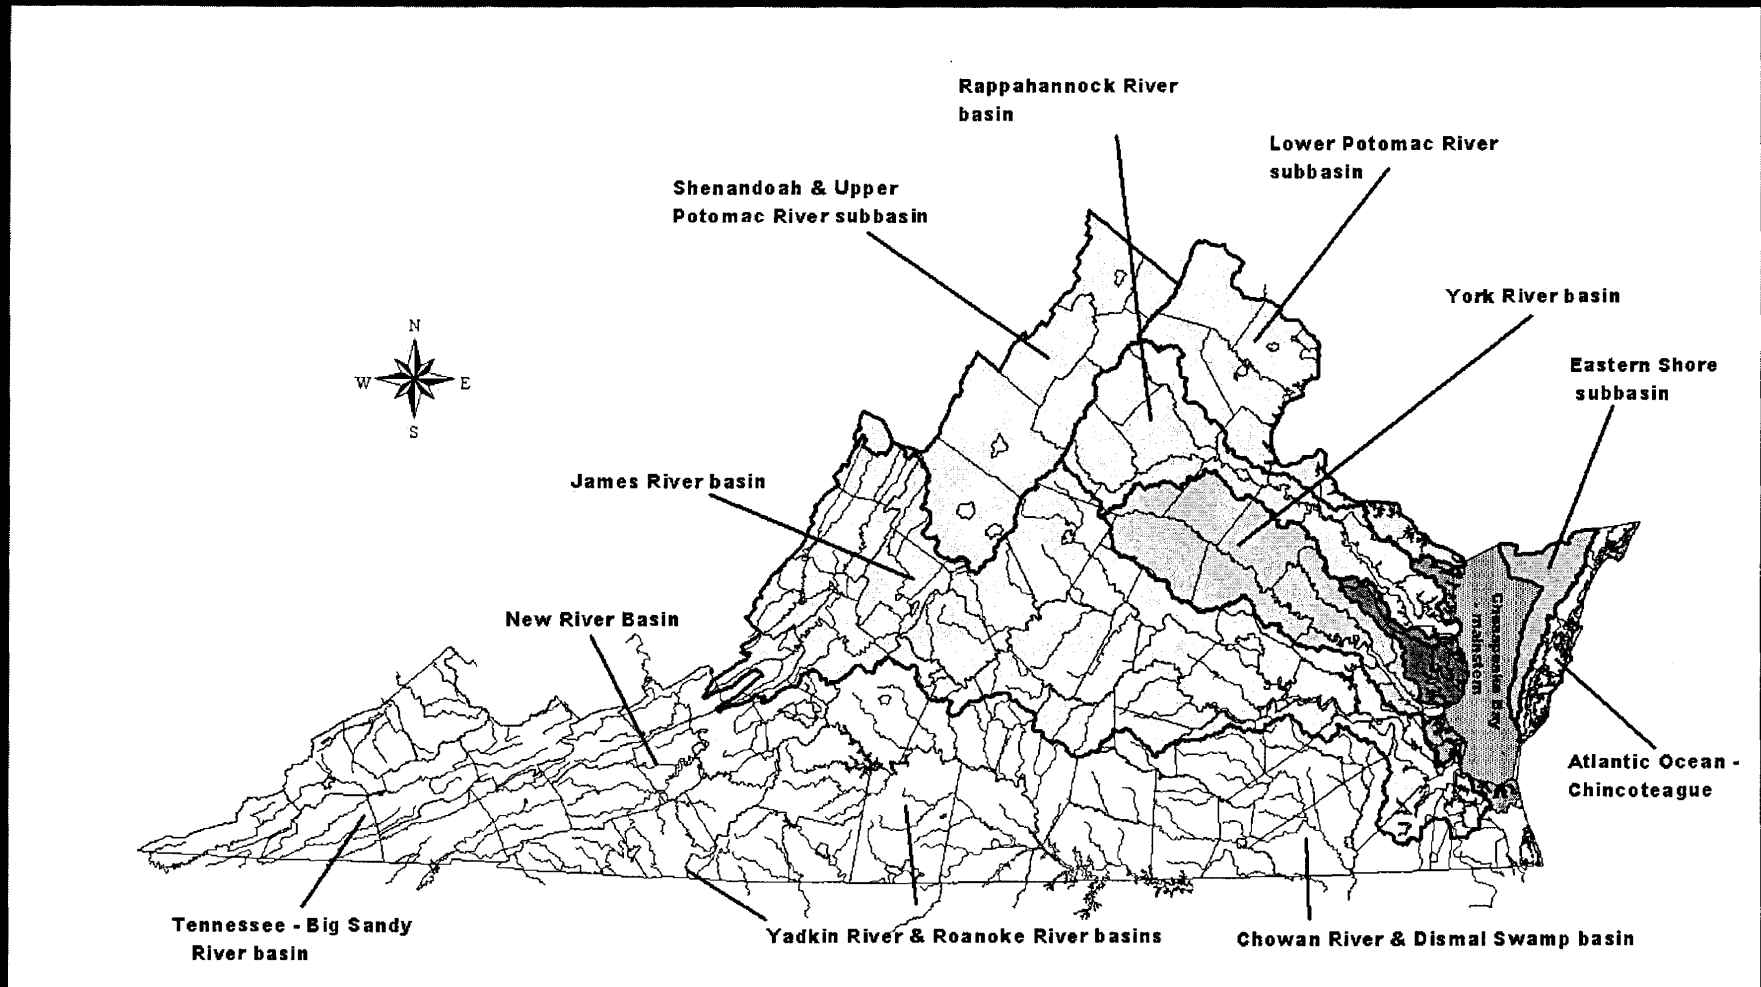 Rappahannock River
basin
Lower Potomac River
subbasin
Shenandoah & Upper
Potomac River subbasin
York River basin
N
W
E
S
Eastern Shore
subbasin
James River basin
New River Basin
Chesapeake Bay
- mainstem
Atlantic Ocean -
Chincoteague
Tennessee - Big Sandy
River basin
Yadkin River & Roanoke River basins
Chowan River & Dismal Swamp basin